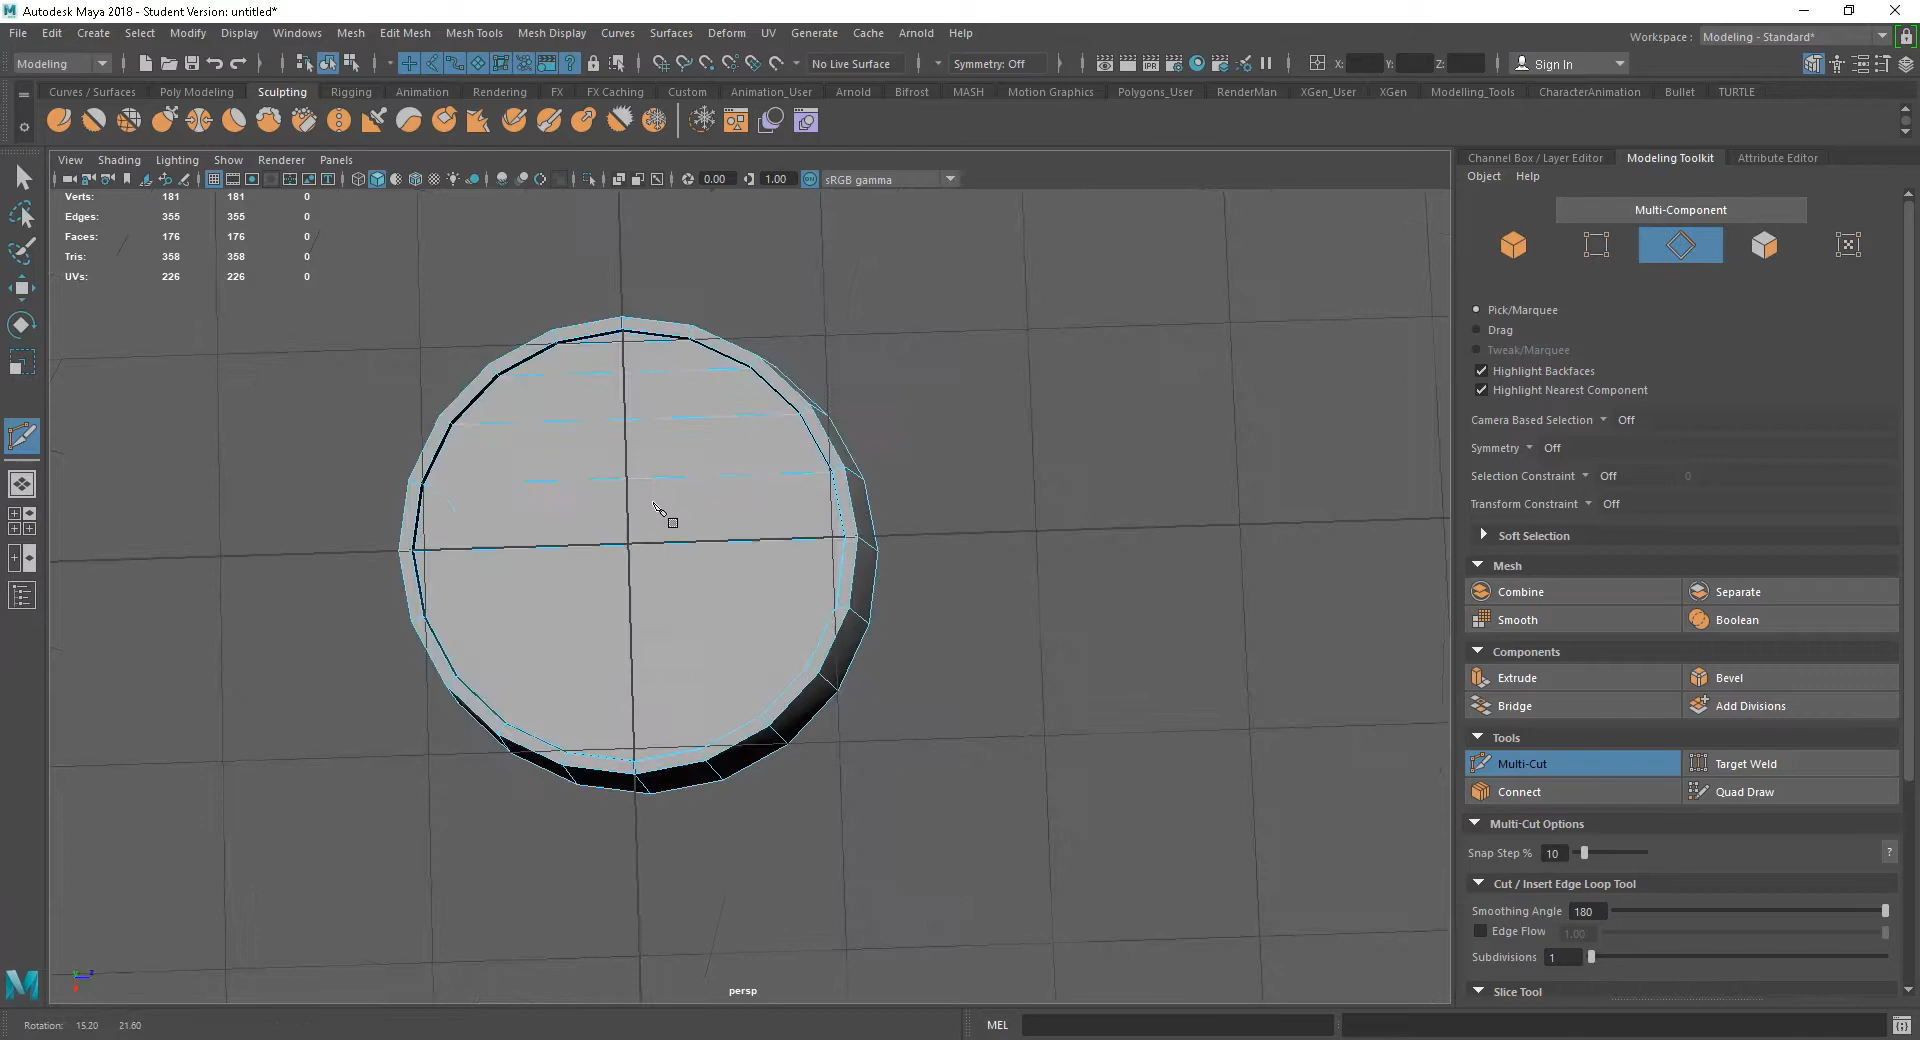 Autodesk Maya 2018 - Student Version: untitled*
File Edit Create Select Modify Display Windows Mesh Edit Mesh Mesh Tools Mesh Display Curves Surfaces Deform UV Generate Cache Arnold Help
Workspace : Modeling - Standard*
Modeling No Live Surface Symmetry: Off X: Y: Z: Sign In
Curves / Surfaces Poly Modeling Sculpting Rigging Animation Rendering FX FX Caching Custom Animation_User Arnold Bifrost MASH Motion Graphics Polygons_User RenderMan XGen_User XGen Modelling_Tools CharacterAnimation Bullet TURTLE
View Shading Lighting Show Renderer Panels
0.00 1.00 sRGB gamma
Verts: 181 181 0
Edges: 355 355 0
Faces: 176 176 0
Tris: 358 358 0
UVs: 226 226 0
persp
Channel Box / Layer Editor Modeling Toolkit Attribute Editor
Object Help
Multi-Component
Pick/Marquee
Drag
Tweak/Marquee
Highlight Backfaces
Highlight Nearest Component
Camera Based Selection Off
Symmetry Off
Selection Constraint Off 0
Transform Constraint Off
Soft Selection
Mesh
Combine Separate
Smooth Boolean
Components
Extrude Bevel
Bridge Add Divisions
Tools
Multi-Cut Target Weld
Connect Quad Draw
Multi-Cut Options
Snap Step % 10 ?
Cut / Insert Edge Loop Tool
Smoothing Angle 180
Edge Flow 1.00
Subdivisions 1
Slice Tool
Rotation: 15.20 21.60
MEL